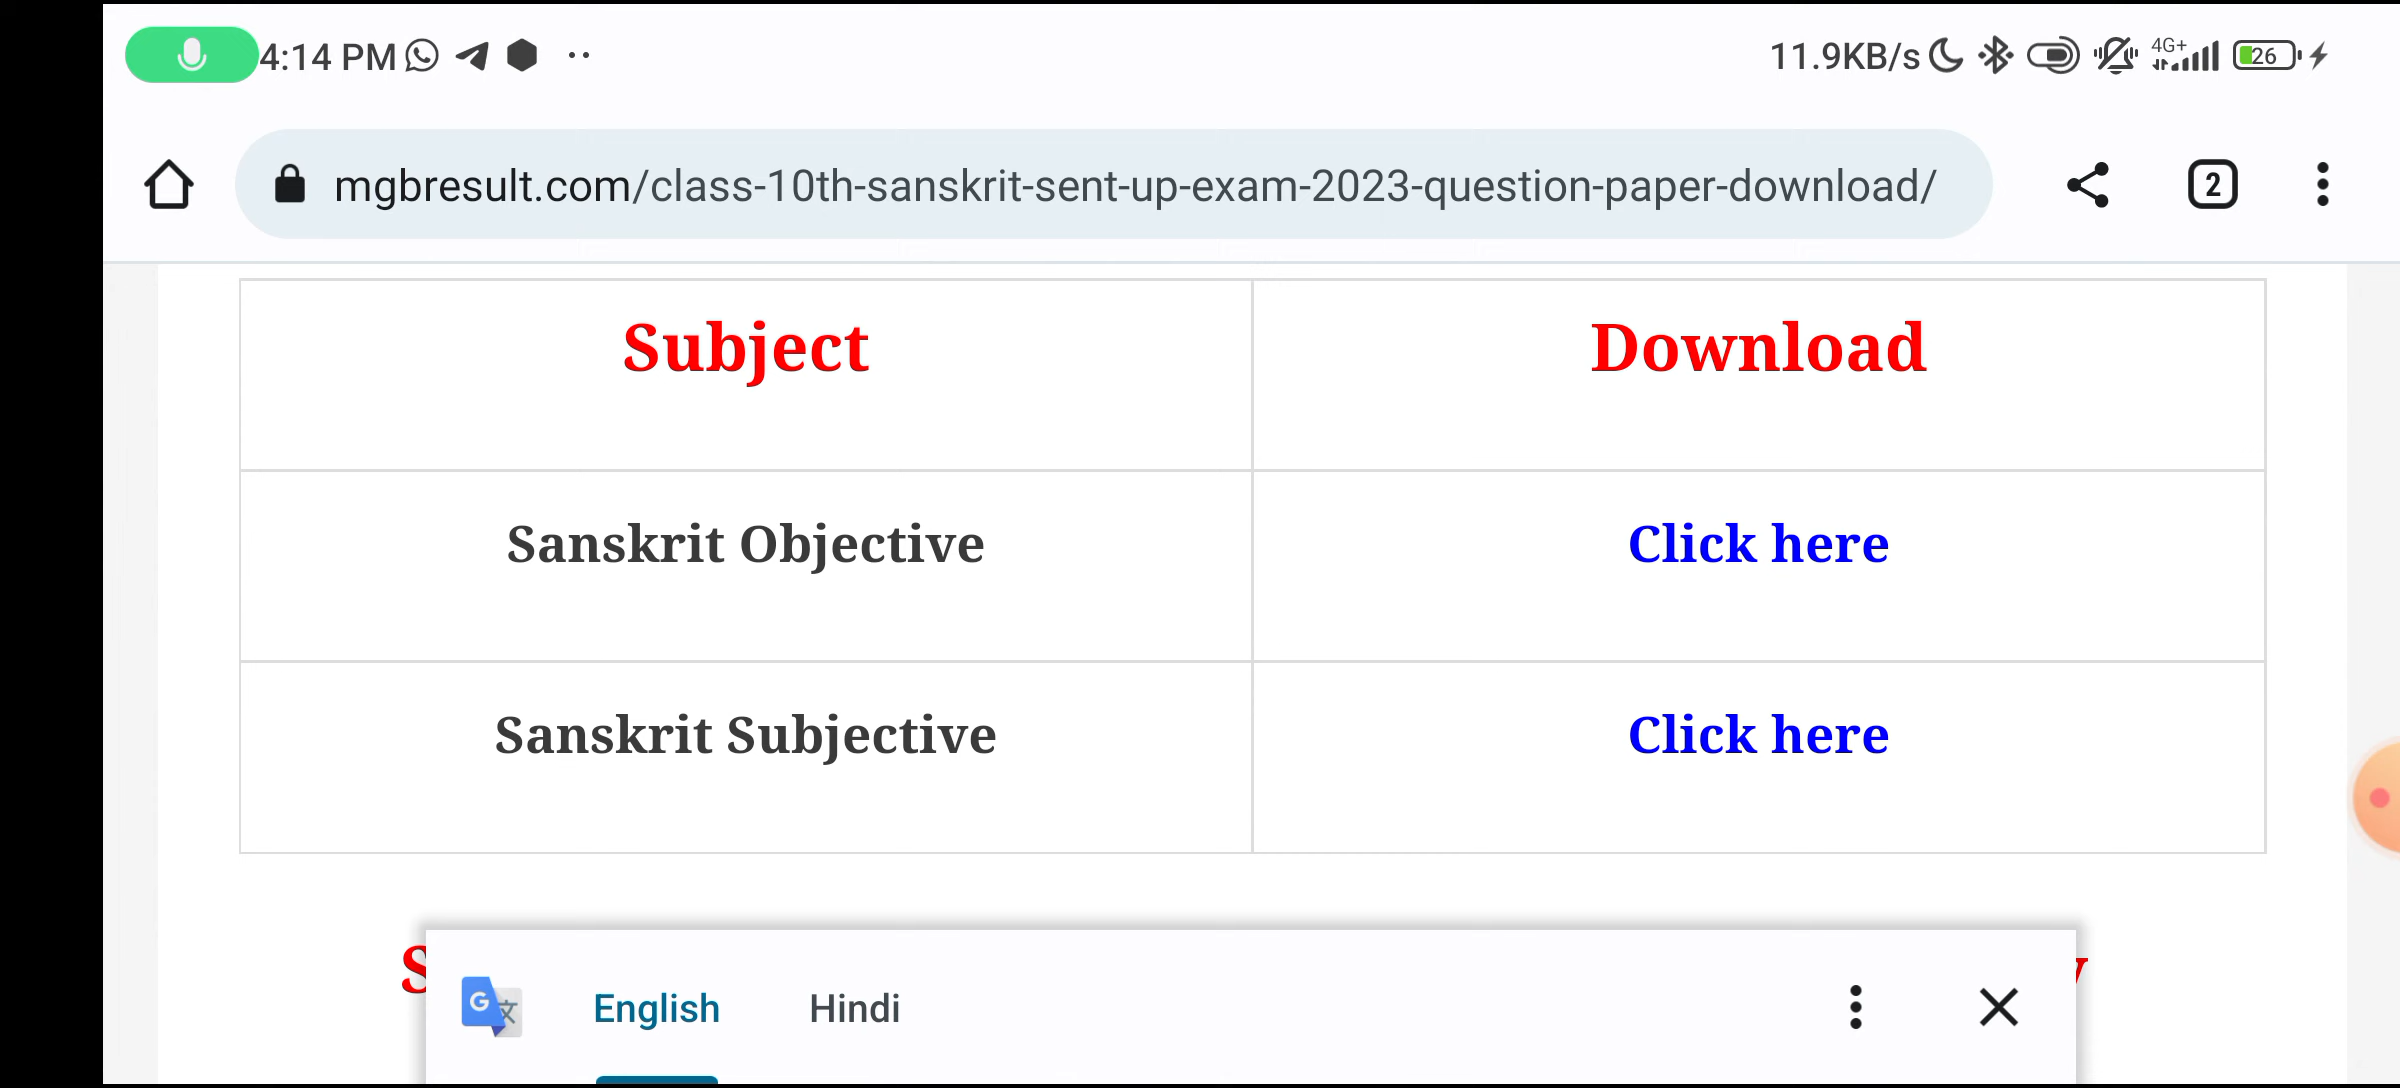 4:14 PM 11.9KB/s 4G+ 26
mgbresult.com/class-10th-sanskrit-sent-up-exam-2023-question-paper-download/ 2
Subject Download
Sanskrit Objective Click here
Sanskrit Subjective Click here
English Hindi